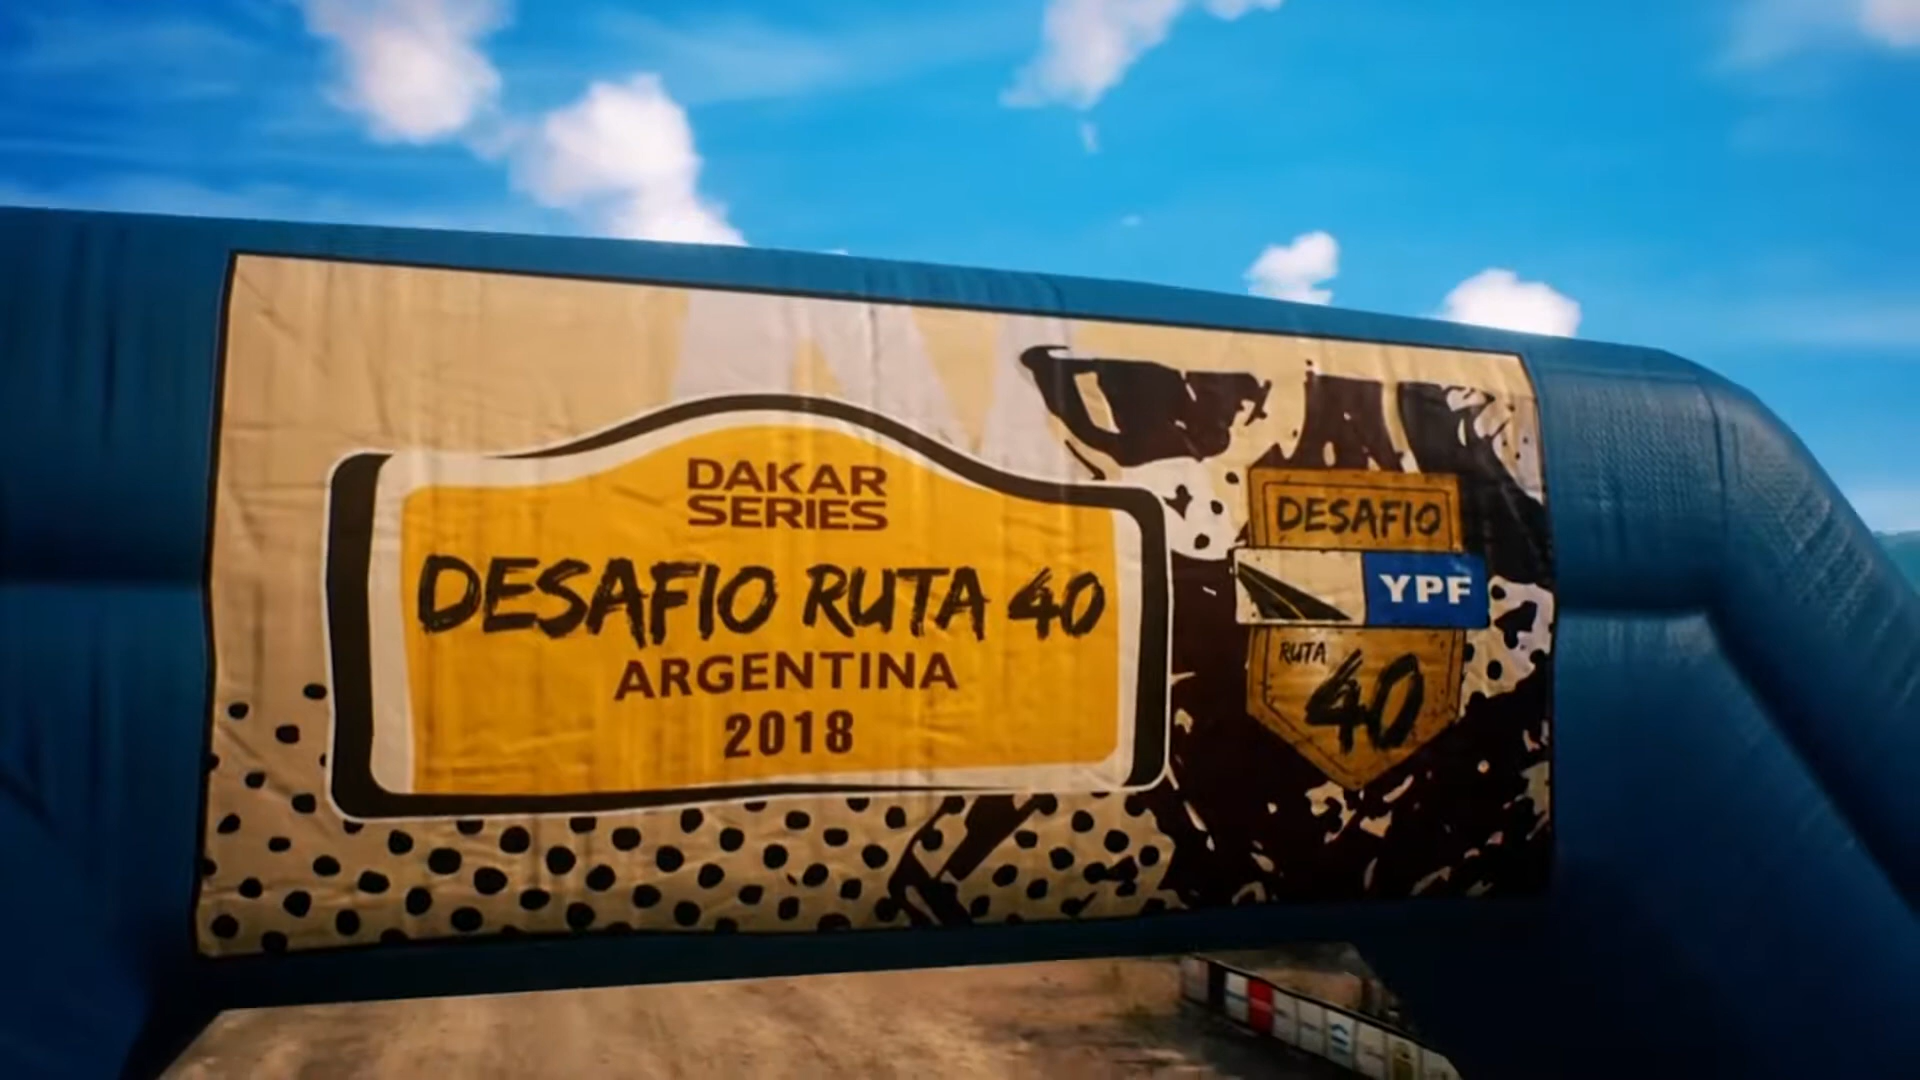 DAKAR
SERIES
DESAFIO RUTA 40
ARGENTINA
2018
DESAFIO
YPF
RUTA
40